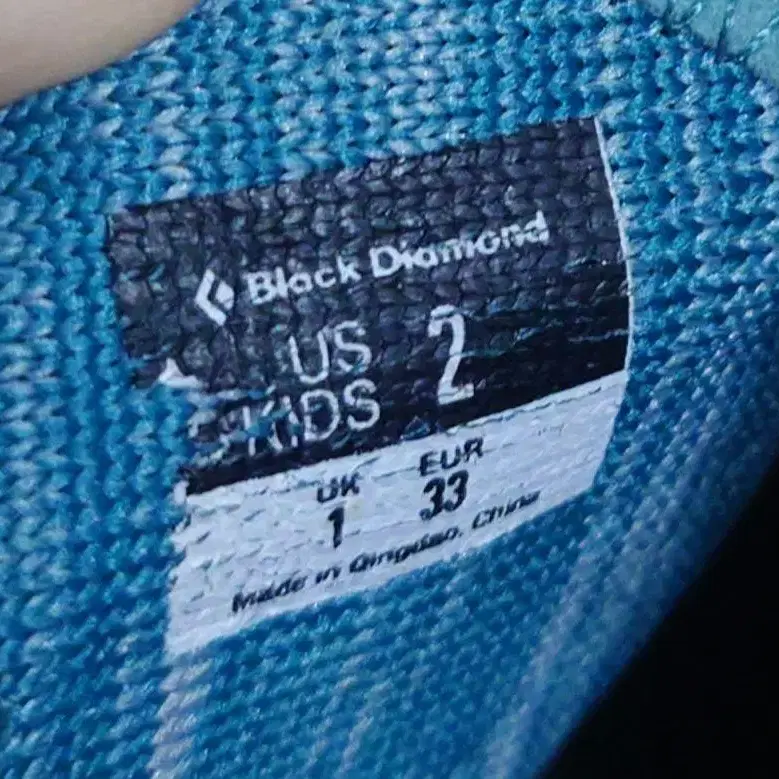 Black Diamond
US 2
KIDS
UK EUR
1 33
Made in Qingdao, China